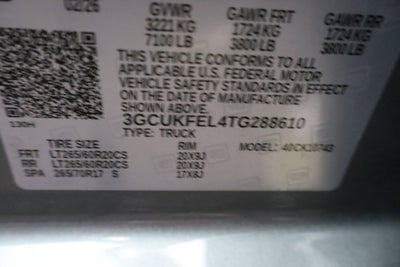 02/26 GVWR GAWR FRT GAWR RR
3221 KG 1724 KG 1724 KG
7100 LB 3800 LB 3800 LB
THIS VEHICLE CONFORMS TO ALL
APPLICABLE U.S. FEDERAL MOTOR
VEHICLE SAFETY STANDARDS IN EFFECT
ON THE DATE OF MANUFACTURE
SHOWN ABOVE.
3GCUKFEL4TG288610
TYPE: TRUCK
130H
TIRE SIZE RIM MODEL: 40CK10743
FRT LT265/60R20CS 20X9J
RR LT265/60R20CS 20X9J
SPA 265/70R17 S 17X8J